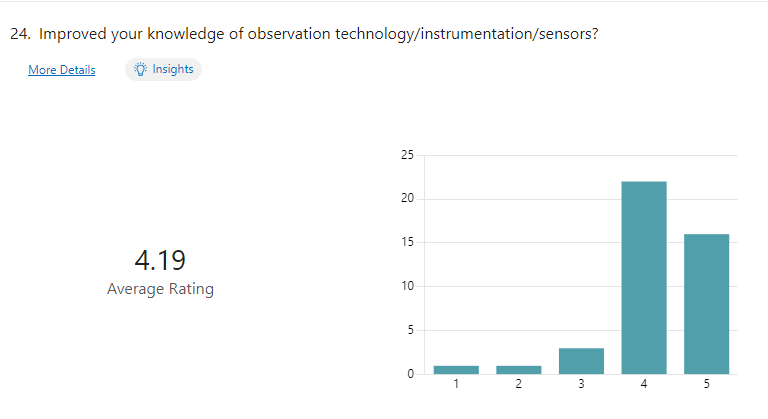 24. Improved your knowledge of observation technology/instrumentation/sensors?
More Details
Insights
4.19
Average Rating
25
20
15
10
5
0
1 2 3 4 5